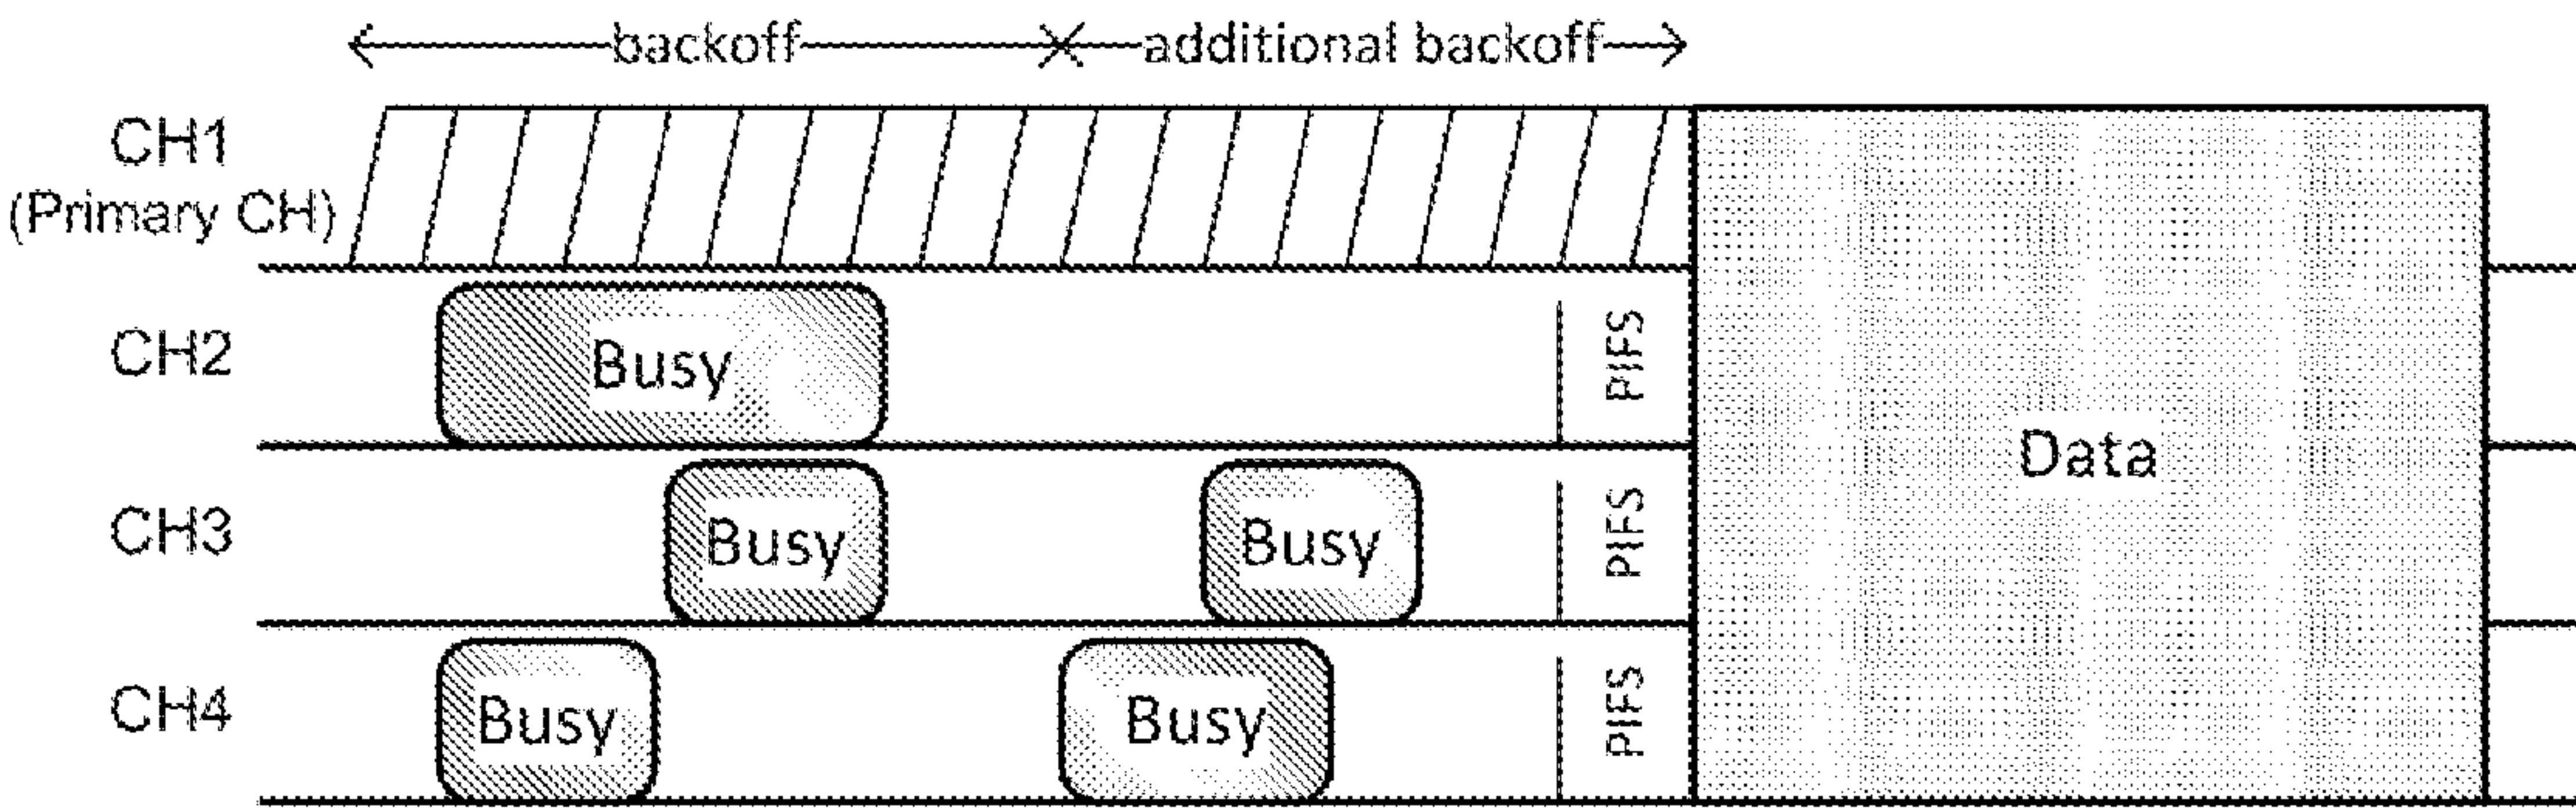 backoff additional backoff
CH1
(Primary CH)
CH2 Busy PIFS
Data
CH3 Busy Busy PIFS
CH4 Busy Busy PIFS